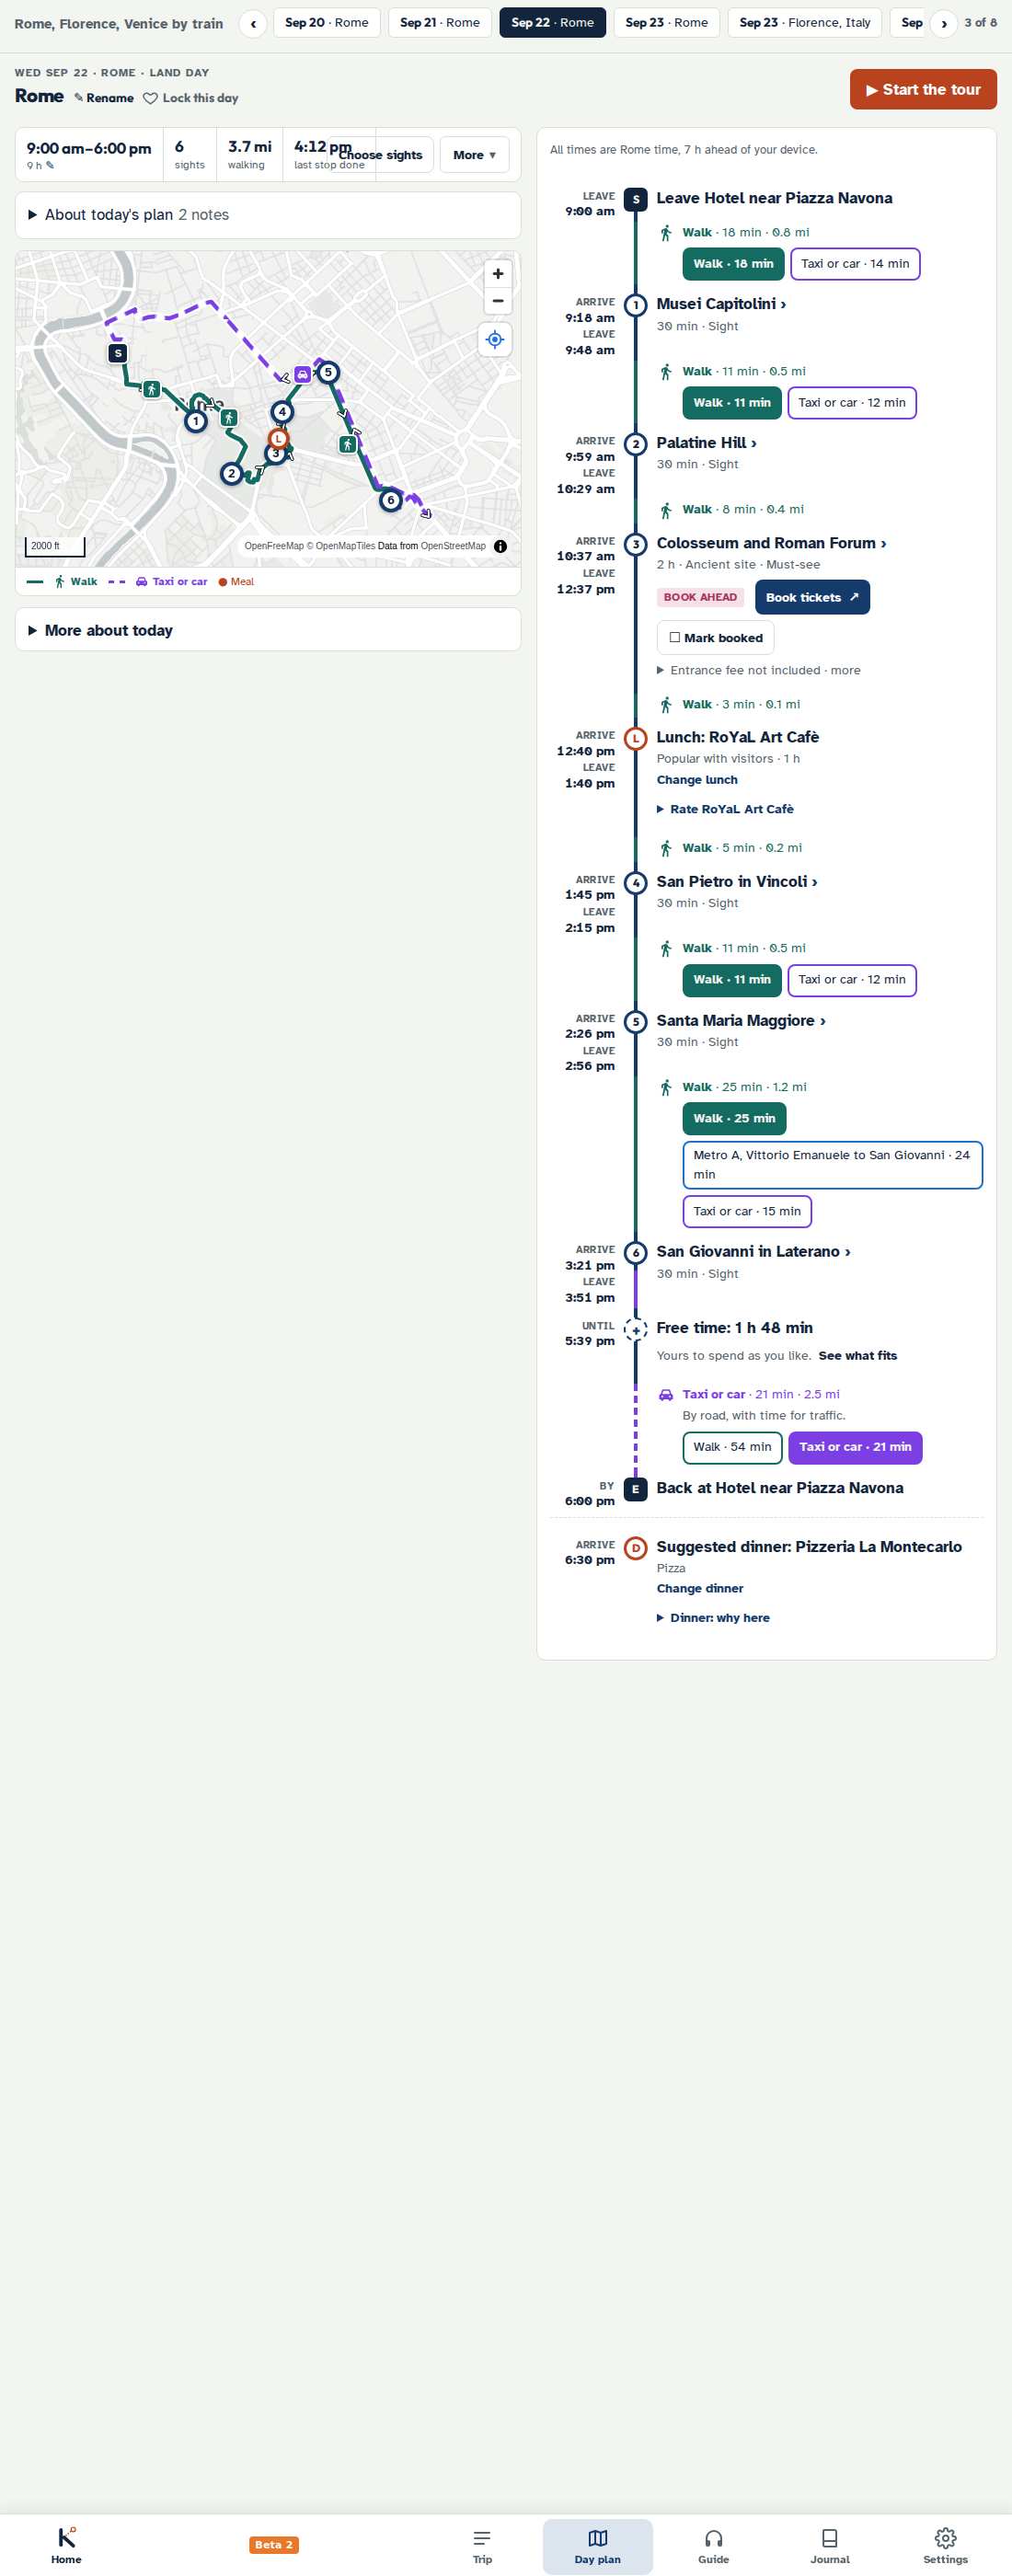 Rome, Florence, Venice by train
‹
Sep 20 · Rome
Sep 21 · Rome
Sep 22 · Rome
Sep 23 · Rome
Sep 23 · Florence, Italy
Sep
›
3 of 8
WED SEP 22 · ROME · LAND DAY
Rome ✎ Rename Lock this day
▶ Start the tour
9:00 am–6:00 pm
9 h ✎
6
sights
3.7 mi
walking
4:12 pm
last stop done
Choose sights
More ▾
▶ About today's plan 2 notes
+
−
S
1
2
3
L
4
5
6
2000 ft
OpenFreeMap © OpenMapTiles Data from OpenStreetMap
Walk
Taxi or car
Meal
▶ More about today
All times are Rome time, 7 h ahead of your device.
LEAVE
9:00 am
S
Leave Hotel near Piazza Navona
Walk · 18 min · 0.8 mi
Walk · 18 min
Taxi or car · 14 min
ARRIVE
9:18 am
LEAVE
9:48 am
1
Musei Capitolini ›
30 min · Sight
Walk · 11 min · 0.5 mi
Walk · 11 min
Taxi or car · 12 min
ARRIVE
9:59 am
LEAVE
10:29 am
2
Palatine Hill ›
30 min · Sight
Walk · 8 min · 0.4 mi
ARRIVE
10:37 am
LEAVE
12:37 pm
3
Colosseum and Roman Forum ›
2 h · Ancient site · Must-see
BOOK AHEAD
Book tickets ↗
☐ Mark booked
▶ Entrance fee not included · more
Walk · 3 min · 0.1 mi
ARRIVE
12:40 pm
LEAVE
1:40 pm
L
Lunch: RoYaL Art Cafè
Popular with visitors · 1 h
Change lunch
▶ Rate RoYaL Art Cafè
Walk · 5 min · 0.2 mi
ARRIVE
1:45 pm
LEAVE
2:15 pm
4
San Pietro in Vincoli ›
30 min · Sight
Walk · 11 min · 0.5 mi
Walk · 11 min
Taxi or car · 12 min
ARRIVE
2:26 pm
LEAVE
2:56 pm
5
Santa Maria Maggiore ›
30 min · Sight
Walk · 25 min · 1.2 mi
Walk · 25 min
Metro A, Vittorio Emanuele to San Giovanni · 24
min
Taxi or car · 15 min
ARRIVE
3:21 pm
LEAVE
3:51 pm
6
San Giovanni in Laterano ›
30 min · Sight
UNTIL
5:39 pm
+
Free time: 1 h 48 min
Yours to spend as you like. See what fits
Taxi or car · 21 min · 2.5 mi
By road, with time for traffic.
Walk · 54 min
Taxi or car · 21 min
BY
6:00 pm
E
Back at Hotel near Piazza Navona
ARRIVE
6:30 pm
D
Suggested dinner: Pizzeria La Montecarlo
Pizza
Change dinner
▶ Dinner: why here
Home
Beta 2
Trip
Day plan
Guide
Journal
Settings